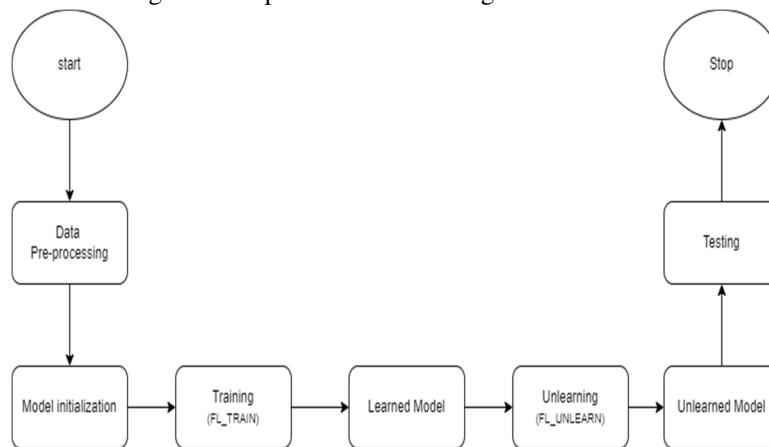 start
Stop
Data
Pre-processing
Testing
Model initialization
Training
(FL_TRAIN)
Learned Model
Unlearning
(FL_UNLEARN)
Unlearned Model